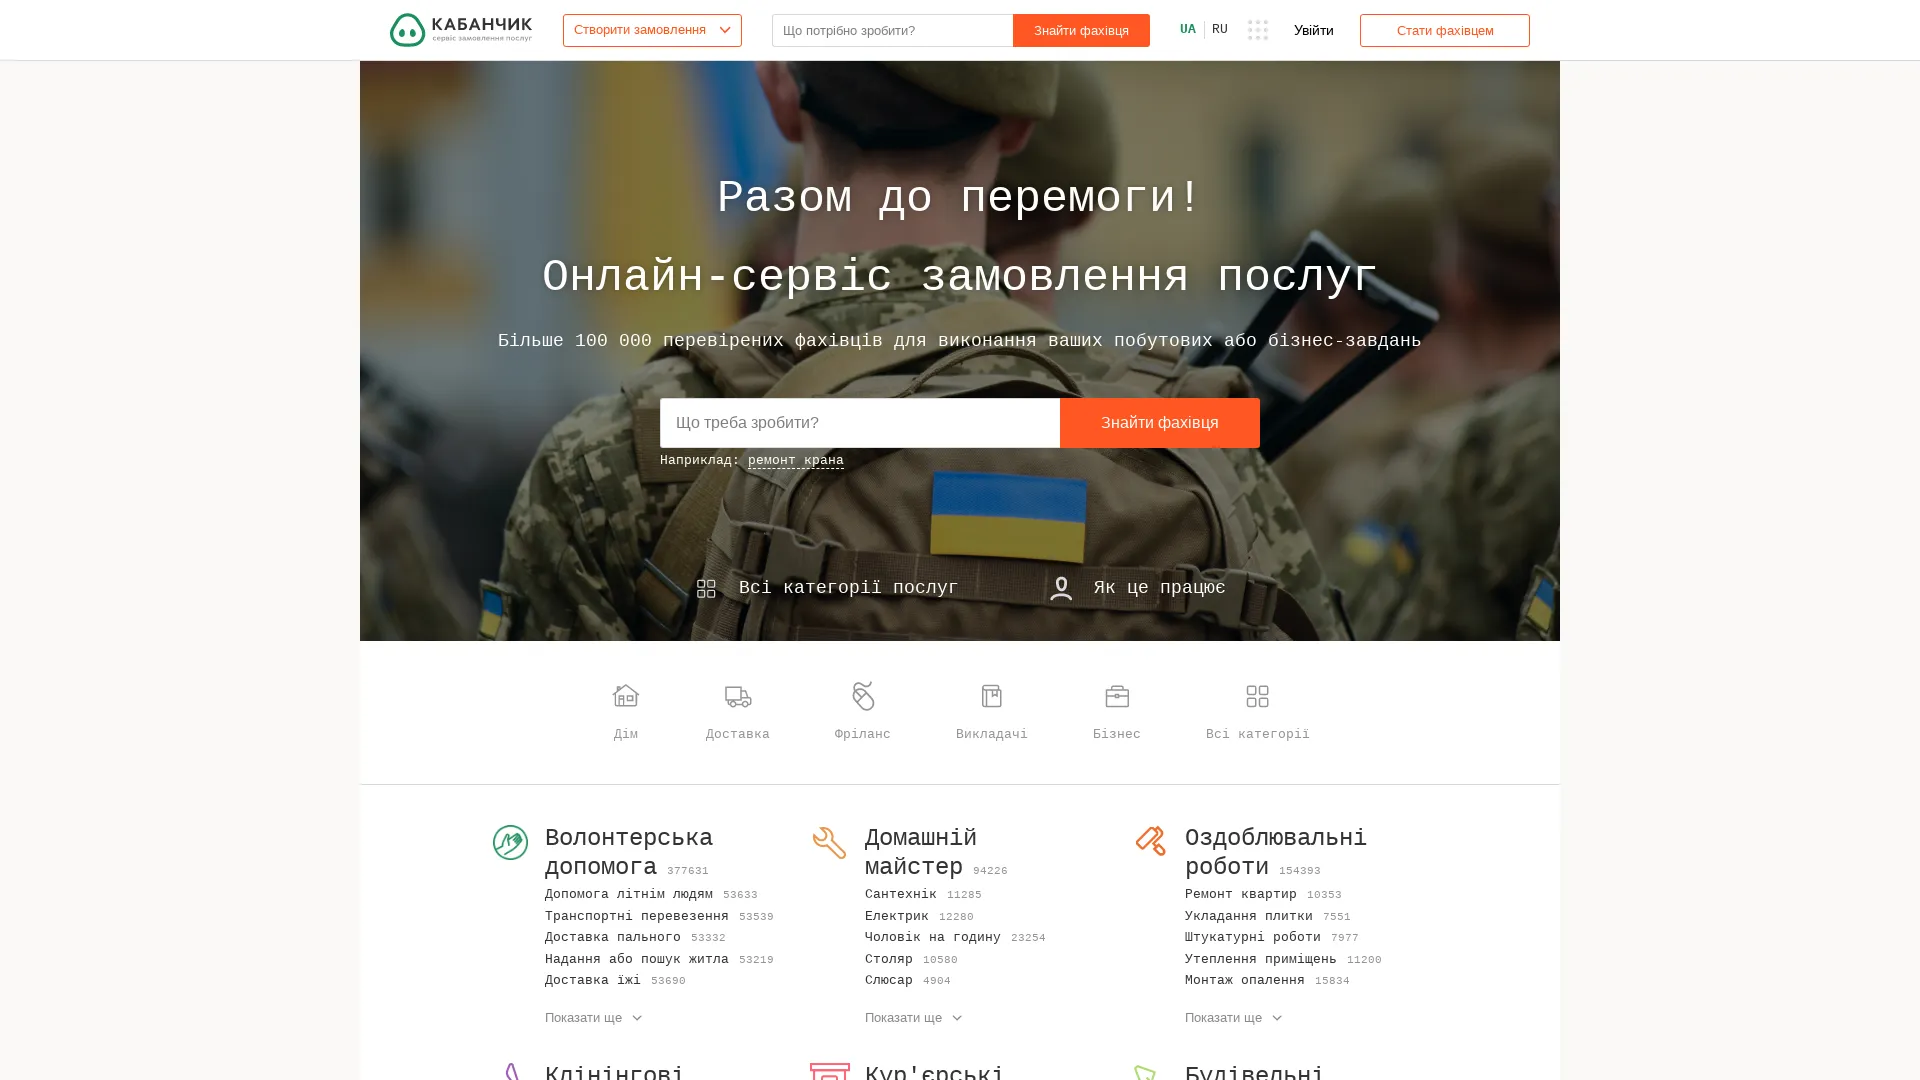 КАБАНЧИК
сервіс замовлення послуг
Створити замовлення
Що потрібно зробити?
Знайти фахівця
UA
RU
Увійти
Стати фахівцем
Разом до перемоги!
Онлайн-сервіс замовлення послуг
Більше 100 000 перевірених фахівців для виконання ваших побутових або бізнес-завдань
Що треба зробити?
Знайти фахівця
Наприклад: ремонт крана
Всі категорії послуг
Як це працює
Дім
Доставка
Фріланс
Викладачі
Бізнес
Всі категорії
Волонтерська
допомога 377631
Допомога літнім людям 53633
Транспортні перевезення 53539
Доставка пального 53332
Надання або пошук житла 53219
Доставка їжі 53690
Показати ще
Домашній
майстер 94226
Сантехнік 11285
Електрик 12280
Чоловік на годину 23254
Столяр 10580
Слюсар 4904
Показати ще
Оздоблювальні
роботи 154393
Ремонт квартир 10353
Укладання плитки 7551
Штукатурні роботи 7977
Утеплення приміщень 11200
Монтаж опалення 15834
Показати ще
Клінінгові
Кур'єрські
Будівельні